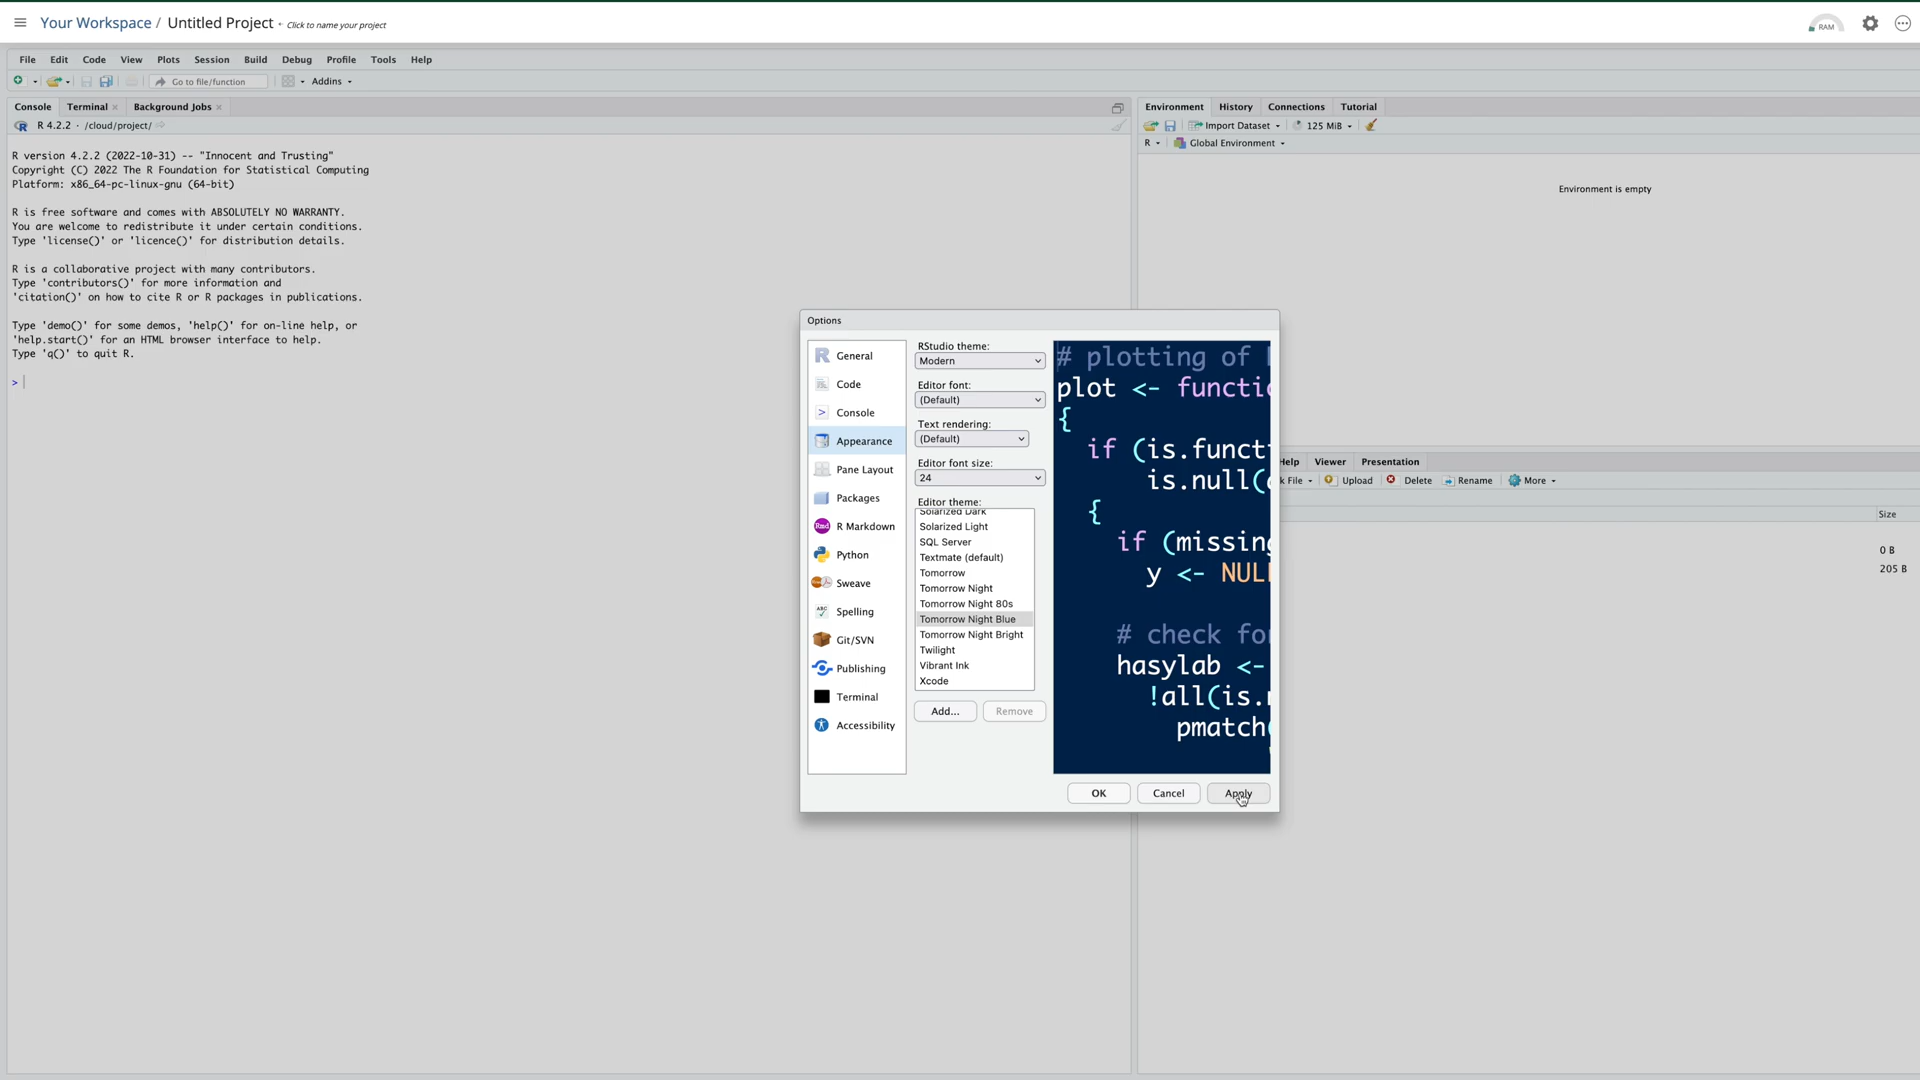 Your Workspace / Untitled Project - Click to name your project
RAM
File Edit Code View Plots Session Build Debug Profile Tools Help
Go to file/function Addins
Console Terminal Background Jobs
R 4.2.2 · /cloud/project/
R version 4.2.2 (2022-10-31) -- "Innocent and Trusting"
Copyright (C) 2022 The R Foundation for Statistical Computing
Platform: x86_64-pc-linux-gnu (64-bit)
R is free software and comes with ABSOLUTELY NO WARRANTY.
You are welcome to redistribute it under certain conditions.
Type 'license()' or 'licence()' for distribution details.
R is a collaborative project with many contributors.
Type 'contributors()' for more information and
'citation()' on how to cite R or R packages in publications.
Type 'demo()' for some demos, 'help()' for on-line help, or
'help.start()' for an HTML browser interface to help.
Type 'q()' to quit R.
>
Environment History Connections Tutorial
Import Dataset 125 MiB
R Global Environment
Environment is empty
Help Viewer Presentation
k File Upload Delete Rename More
Size
0 B
205 B
Options
General
Code
Console
Appearance
Pane Layout
Packages
R Markdown
Python
Sweave
Spelling
Git/SVN
Publishing
Terminal
Accessibility
RStudio theme:
Modern
Editor font:
(Default)
Text rendering:
(Default)
Editor font size:
24
Editor theme:
Solarized Dark
Solarized Light
SQL Server
Textmate (default)
Tomorrow
Tomorrow Night
Tomorrow Night 80s
Tomorrow Night Blue
Tomorrow Night Bright
Twilight
Vibrant Ink
Xcode
Add... Remove
# plotting of
plot <- functio
{
if (is.funct
is.null(
{
if (missing
y <- NULL
# check for
hasylab <-
!all(is.
pmatch(
OK Cancel Apply